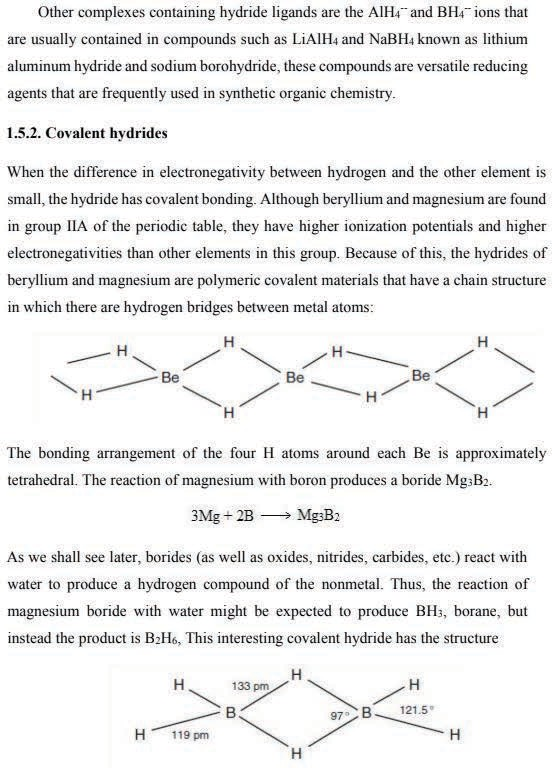 Other complexes containing hydride ligands are the AlH₄⁻ and BH₄⁻ ions that
are usually contained in compounds such as LiAlH₄ and NaBH₄ known as lithium
aluminum hydride and sodium borohydride, these compounds are versatile reducing
agents that are frequently used in synthetic organic chemistry.
1.5.2. Covalent hydrides
When the difference in electronegativity between hydrogen and the other element is
small, the hydride has covalent bonding. Although beryllium and magnesium are found
in group IIA of the periodic table, they have higher ionization potentials and higher
electronegativities than other elements in this group. Because of this, the hydrides of
beryllium and magnesium are polymeric covalent materials that have a chain structure
in which there are hydrogen bridges between metal atoms:
H H H H
Be Be Be
H H H H
The bonding arrangement of the four H atoms around each Be is approximately
tetrahedral. The reaction of magnesium with boron produces a boride Mg₃B₂.
3Mg + 2B ⟶ Mg₃B₂
As we shall see later, borides (as well as oxides, nitrides, carbides, etc.) react with
water to produce a hydrogen compound of the nonmetal. Thus, the reaction of
magnesium boride with water might be expected to produce BH₃, borane, but
instead the product is B₂H₆, This interesting covalent hydride has the structure
H 133 pm H H
B 97° B 121.5°
H 119 pm H H